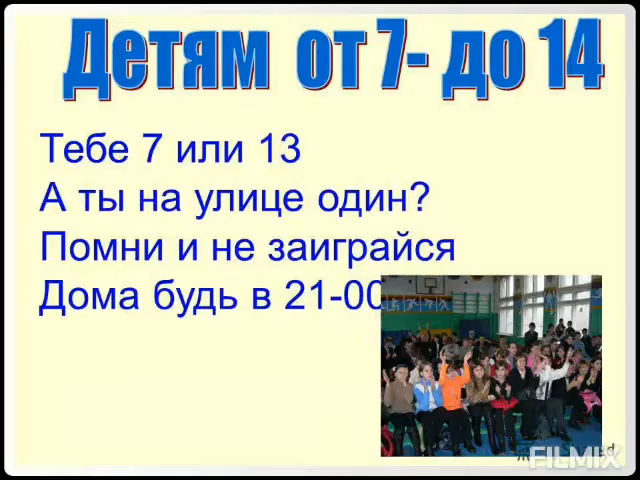 Детям от 7- до 14
Тебе 7 или 13
А ты на улице один?
Помни и не заиграйся
Дома будь в 21-00
FILMIX